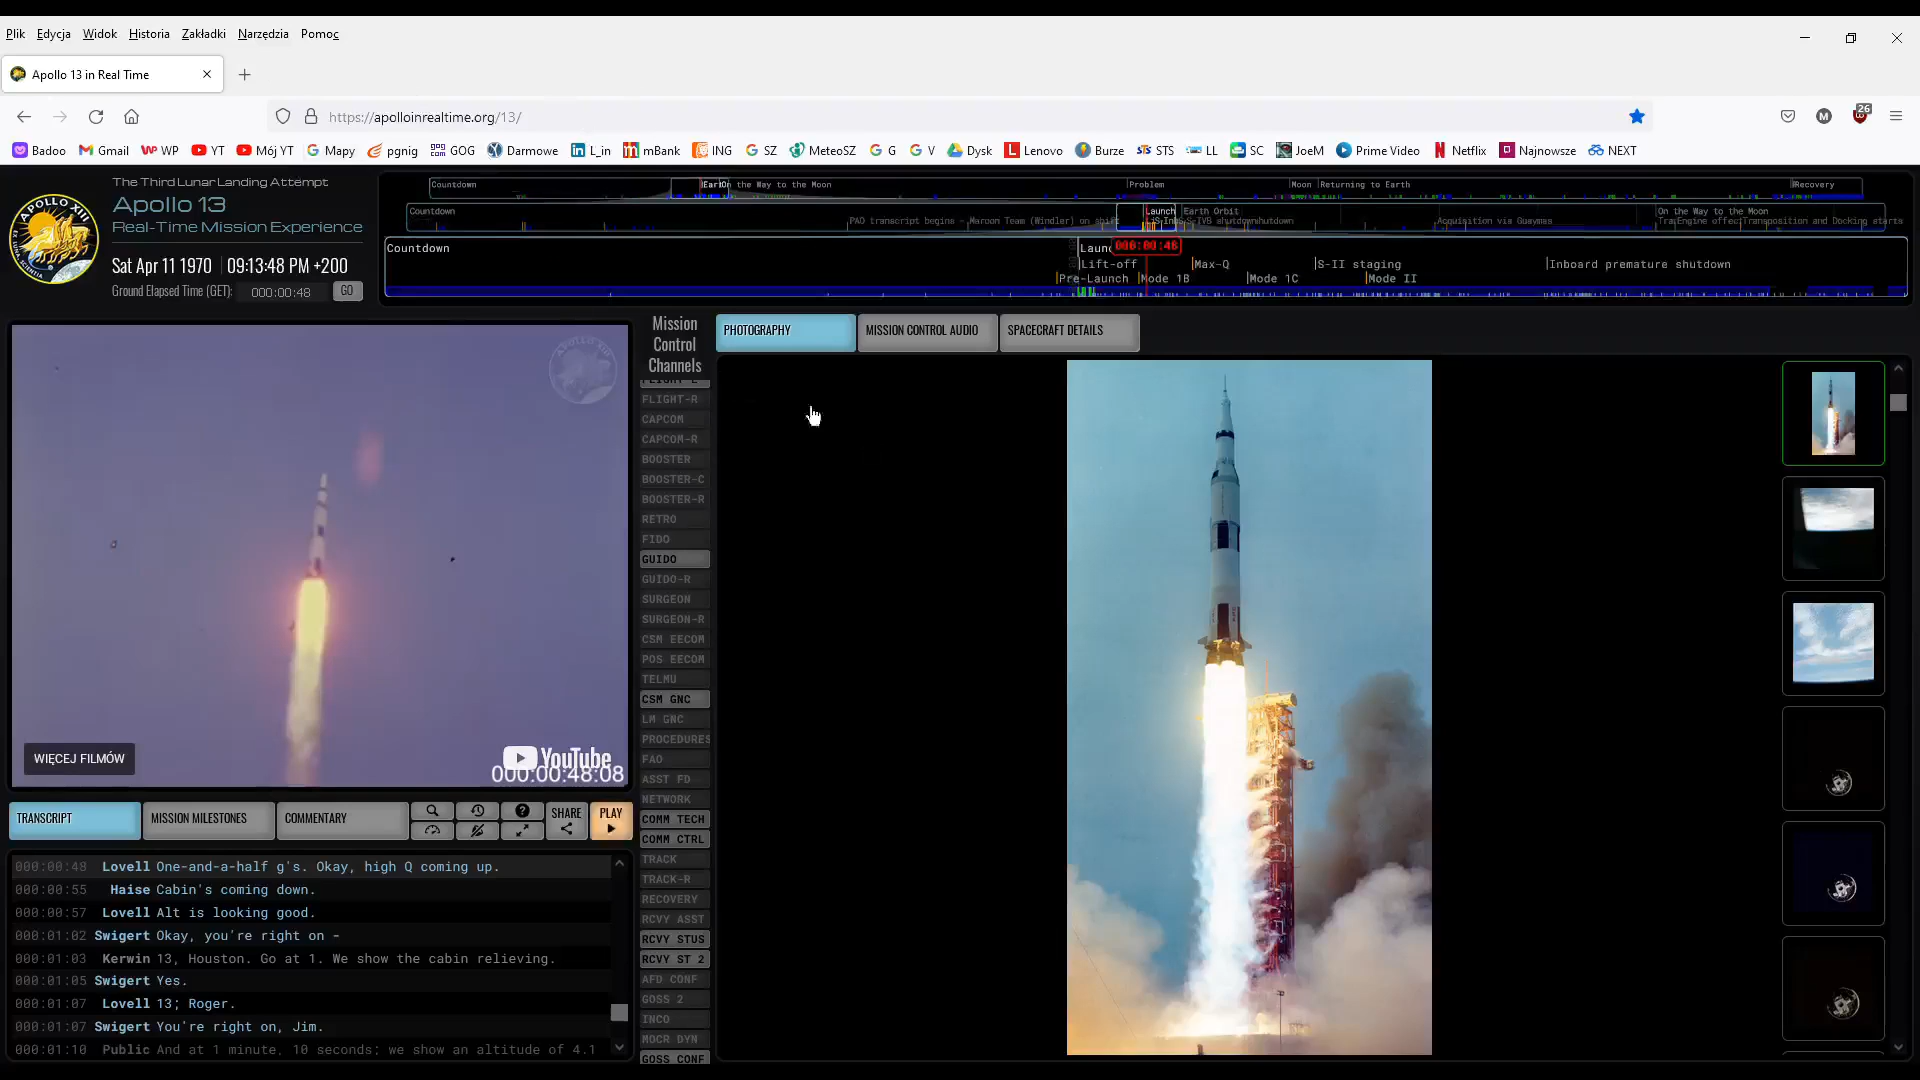 Plik Edycja Widok Historia Zakładki Narzędzia Pomoc
Apollo 13 in Real Time
https://apolloinrealtime.org/13/
26
Badoo Gmail WP YT Mój YT Mapy pgnig GOG Darmowe L_in mBank ING SZ MeteoSZ G V Dysk Lenovo Burze STS LL SC JoeM Prime Video Netflix Najnowsze NEXT
The Third Lunar Landing Attempt
Apollo 13
Real-Time Mission Experience
Sat Apr 11 1970 09:13:48 PM +200
Ground Elapsed Time (GET): 000:00:48 GO
Countdown on the Way to the Moon Problem Moon Returning to Earth Recovery
Countdown Launch Earth Orbit On the Way to the Moon
PAO transcript begins - Maroon Team (Windler) on shift Acquisition via Guaymas
Countdown 000:00:48
Lift-off Max-Q S-II staging Inboard premature shutdown
Pre-Launch Mode 1B Mode 1C Mode II
APOLLO XIII
WIĘCEJ FILMÓW
YouTube
000:00:48:08
TRANSCRIPT MISSION MILESTONES COMMENTARY SHARE PLAY
000:00:48 Lovell One-and-a-half g's. Okay, high Q coming up.
000:00:55 Haise Cabin's coming down.
000:00:57 Lovell Alt is looking good.
000:01:02 Swigert Okay, you're right on -
000:01:03 Kerwin 13, Houston. Go at 1. We show the cabin relieving.
000:01:05 Swigert Yes.
000:01:07 Lovell 13; Roger.
000:01:07 Swigert You're right on, Jim.
000:01:10 Public And at 1 minute, 10 seconds; we show an altitude of 4.1
Mission
Control
Channels
FLIGHT-R
CAPCOM
CAPCOM-R
BOOSTER
BOOSTER-C
BOOSTER-R
RETRO
FIDO
GUIDO
GUIDO-R
SURGEON
SURGEON-R
CSM EECOM
POS EECOM
TELMU
CSM GNC
LM GNC
PROCEDURES
FAO
ASST FD
NETWORK
COMM TECH
COMM CTRL
TRACK
TRACK-R
RECOVERY
RCVY ASST
RCVY STUS
RCVY ST 2
AFD CONF
GOSS 2
INCO
MOCR DYN
GOSS CONF
PHOTOGRAPHY MISSION CONTROL AUDIO SPACECRAFT DETAILS